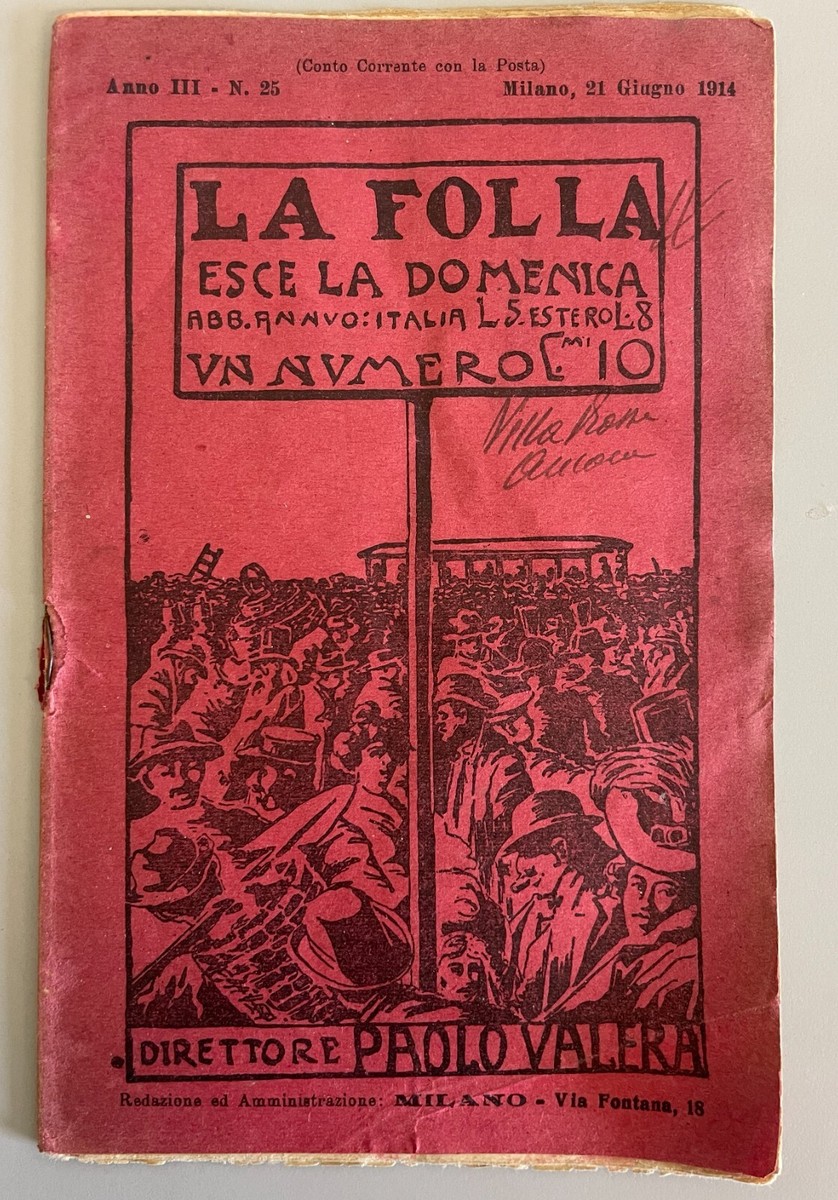 (Conto Corrente con la Posta)
Anno III - N. 25 Milano, 21 Giugno 1914
LA FOLLA
ESCE LA DOMENICA
ABB. ANNVO: ITALIA L. 5. ESTERO L. 8
VN NVMERO C.MI 10
Villa Rossa
Ancona
DIRETTORE PAOLO VALERA
Redazione ed Amministrazione: MILANO - Via Fontana, 18